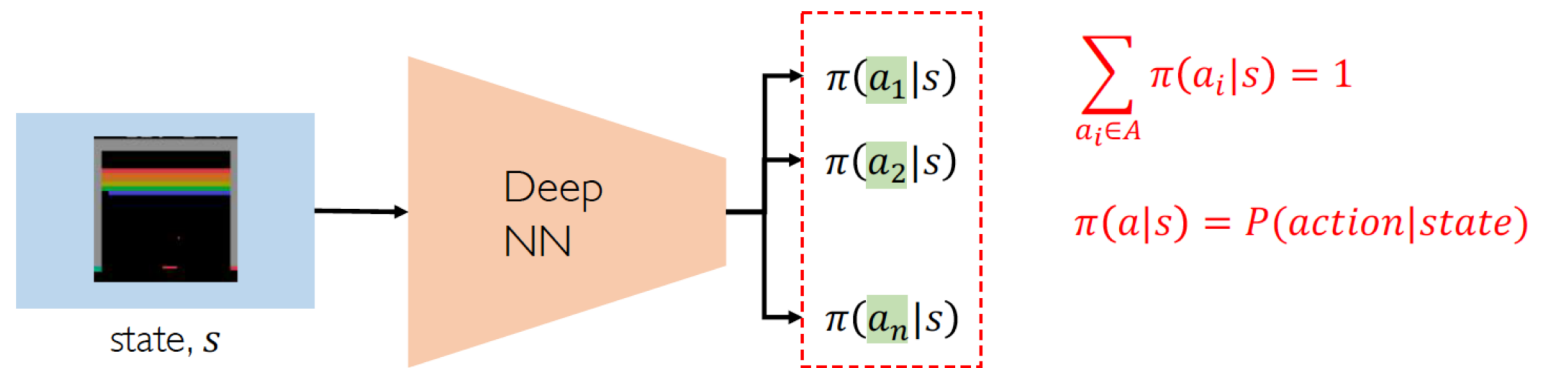 state, s
Deep
NN
π(a₁|s)
π(a₂|s)
π(aₙ|s)
∑ π(aᵢ|s) = 1
aᵢ∈A
π(a|s) = P(action|state)